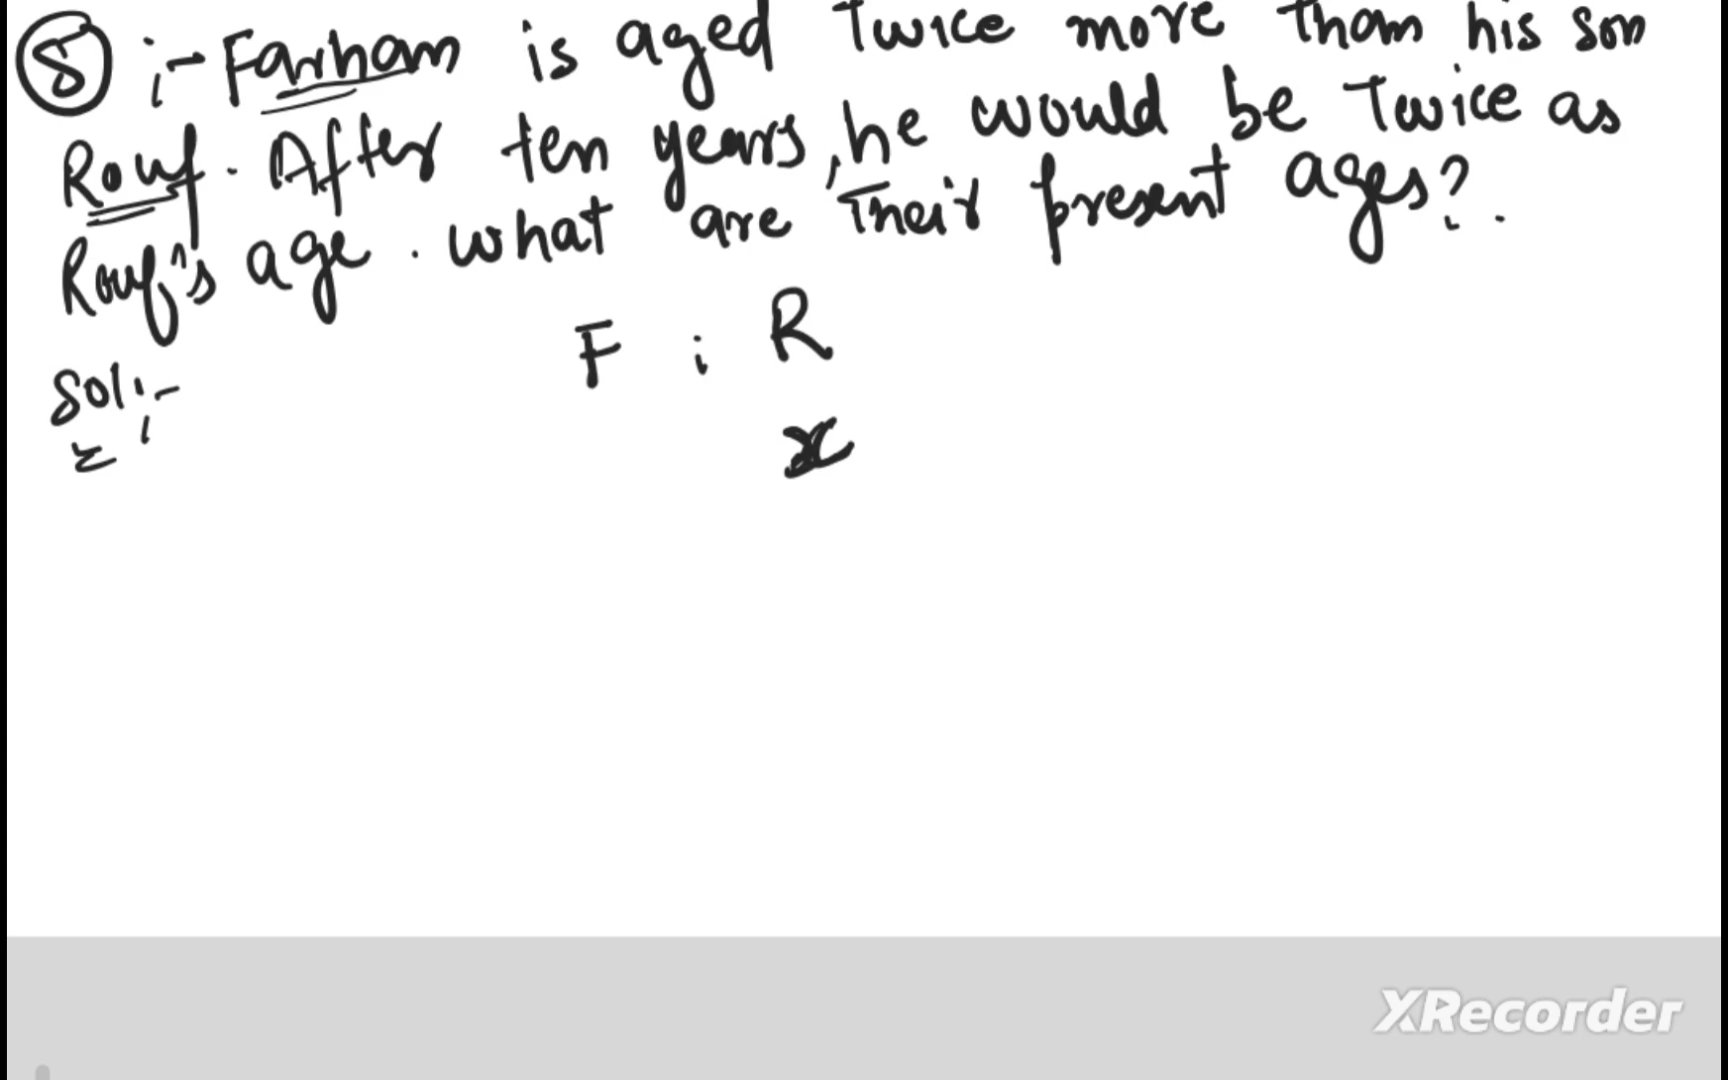 8 :- Farham is aged Twice more than his son
Rouf. After ten years, he would be Twice as
Rouf's age. what are Their present ages?.
Sol:-
F : R
x
XRecorder